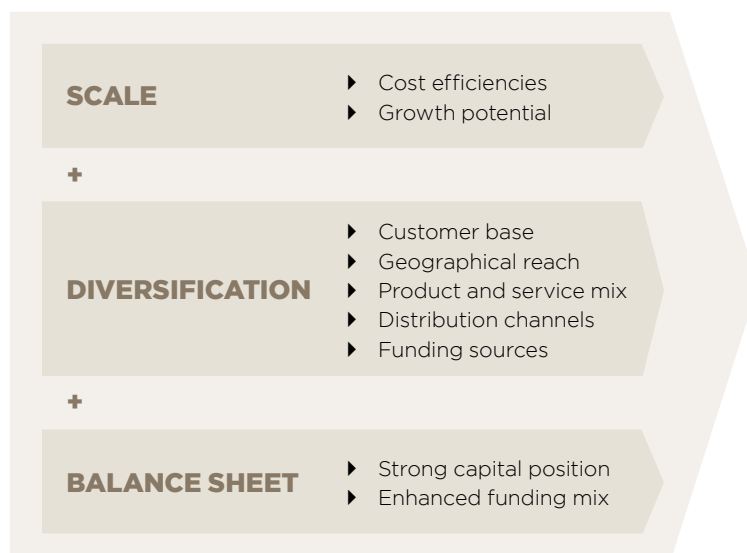 SCALE
Cost efficiencies
Growth potential
+
DIVERSIFICATION
Customer base
Geographical reach
Product and service mix
Distribution channels
Funding sources
+
BALANCE SHEET
Strong capital position
Enhanced funding mix